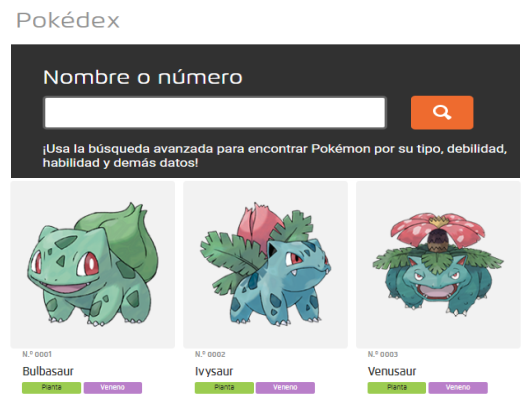 Pokédex
Nombre o número
¡Usa la búsqueda avanzada para encontrar Pokémon por su tipo, debilidad,
habilidad y demás datos!
N.º 0001
N.º 0002
N.º 0003
Bulbasaur
Ivysaur
Venusaur
Planta
Veneno
Planta
Veneno
Planta
Veneno